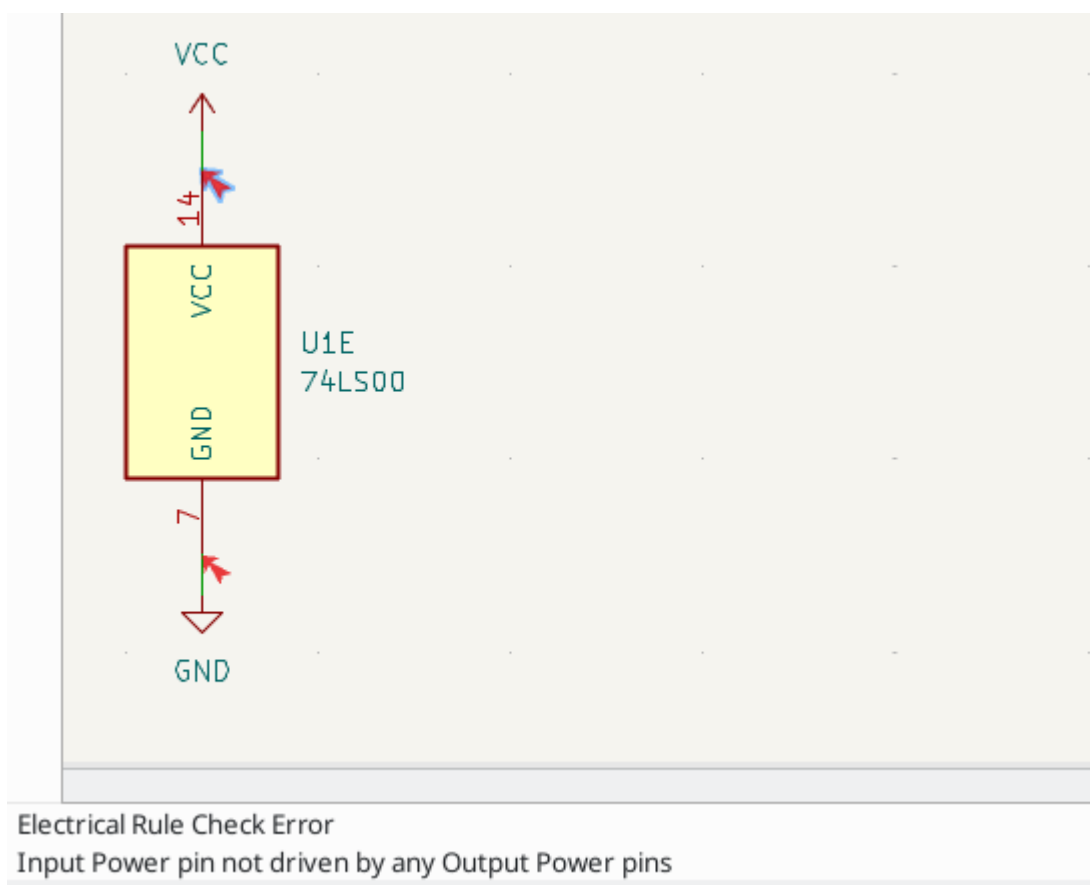 VCC
14
VCC
U1E
74LS00
GND
7
GND
Electrical Rule Check Error
Input Power pin not driven by any Output Power pins